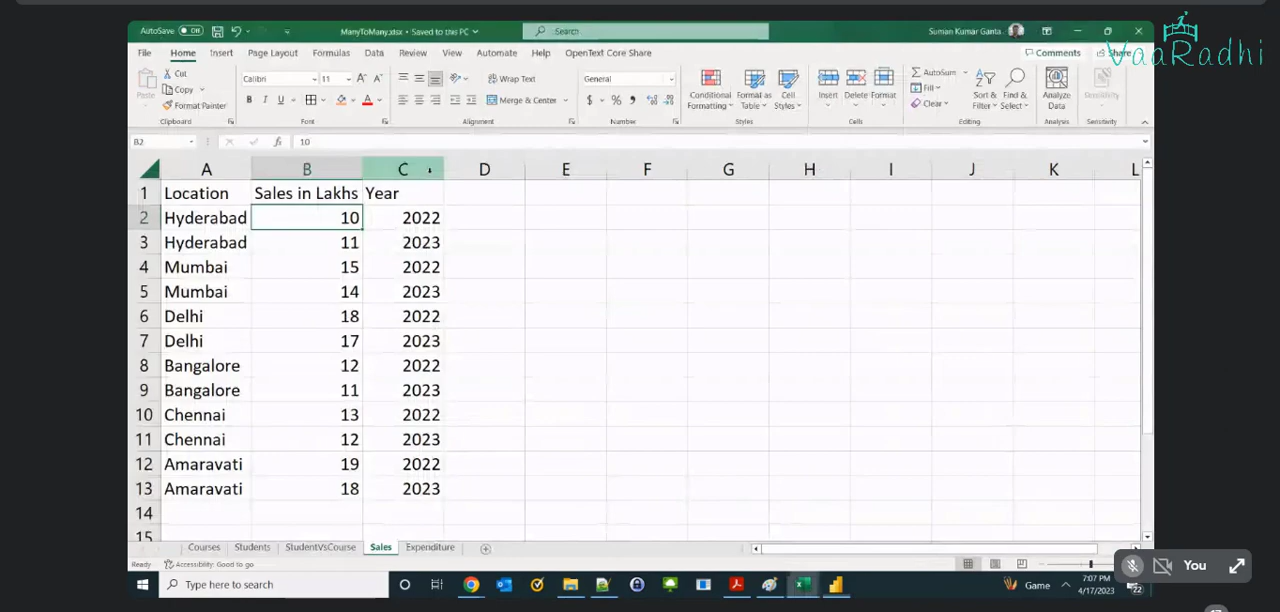 AutoSave Off ManyToMany.xlsx • Saved to this PC Search Suman Kumar Ganta
VaaRadhi
File Home Insert Page Layout Formulas Data Review View Automate Help OpenText Core Share Comments Share
Paste Cut Copy Format Painter Clipboard
Calibri 11 B I U Font
Wrap Text Merge & Center Alignment
General $ % Number
Conditional Formatting Format as Table Cell Styles Styles
Insert Delete Format Cells
AutoSum Fill Clear Sort & Filter Find & Select Editing
Analyze Data Analysis
Sensitivity Sensitivity
B2 fx 10
A B C D E F G H I J K L
1 Location Sales in Lakhs Year
2 Hyderabad 10 2022
3 Hyderabad 11 2023
4 Mumbai 15 2022
5 Mumbai 14 2023
6 Delhi 18 2022
7 Delhi 17 2023
8 Bangalore 12 2022
9 Bangalore 11 2023
10 Chennai 13 2022
11 Chennai 12 2023
12 Amaravati 19 2022
13 Amaravati 18 2023
14
15
Courses Students StudentVsCourse Sales Expenditure
Ready Accessibility: Good to go
You
Type here to search Game 7:07 PM
4/17/2023 22